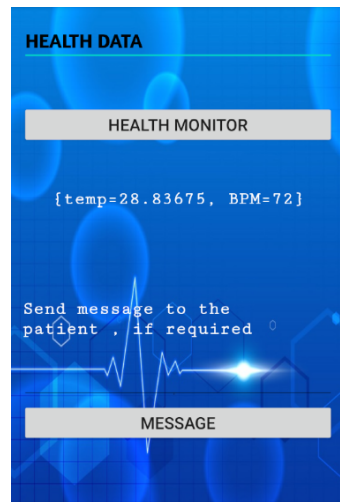 HEALTH DATA
HEALTH MONITOR
{temp=28.83675, BPM=72}
Send message to the
patient , if required
MESSAGE